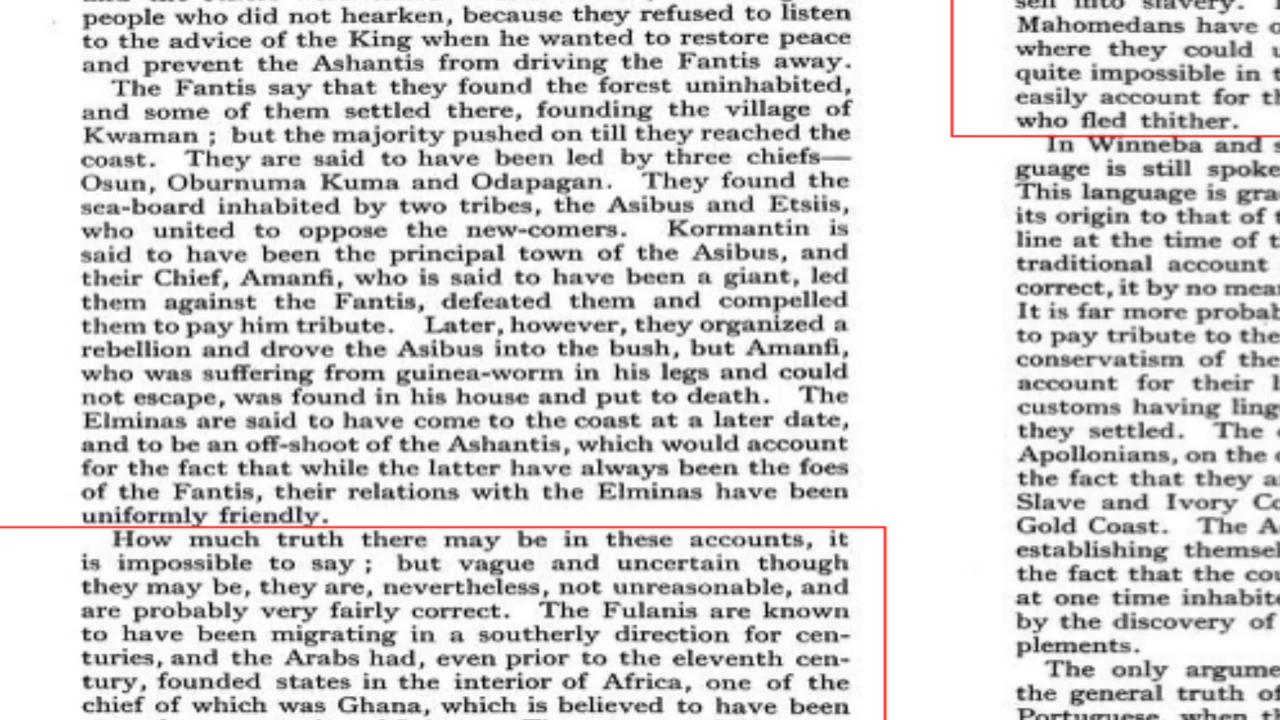 people who did not hearken, because they refused to listen
to the advice of the King when he wanted to restore peace
and prevent the Ashantis from driving the Fantis away.
The Fantis say that they found the forest uninhabited,
and some of them settled there, founding the village of
Kwaman ; but the majority pushed on till they reached the
coast. They are said to have been led by three chiefs—
Osun, Oburnuma Kuma and Odapagan. They found the
sea-board inhabited by two tribes, the Asibus and Etsiis,
who united to oppose the new-comers. Kormantin is
said to have been the principal town of the Asibus, and
their Chief, Amanfi, who is said to have been a giant, led
them against the Fantis, defeated them and compelled
them to pay him tribute. Later, however, they organized a
rebellion and drove the Asibus into the bush, but Amanfi,
who was suffering from guinea-worm in his legs and could
not escape, was found in his house and put to death. The
Elminas are said to have come to the coast at a later date,
and to be an off-shoot of the Ashantis, which would account
for the fact that while the latter have always been the foes
of the Fantis, their relations with the Elminas have been
uniformly friendly.
How much truth there may be in these accounts, it
is impossible to say ; but vague and uncertain though
they may be, they are, nevertheless, not unreasonable, and
are probably very fairly correct. The Fulanis are known
to have been migrating in a southerly direction for cen-
turies, and the Arabs had, even prior to the eleventh cen-
tury, founded states in the interior of Africa, one of the
chief of which was Ghana, which is believed to have been
into slavery.
Mahomedans have
where they could
quite impossible in
easily account for
who fled thither.
In Winneba and
guage is still spoke
This language is gra
its origin to that of
line at the time of
traditional account
correct, it by no mea
It is far more probab
to pay tribute to the
conservatism of the
account for their
customs having ling
they settled. The
Apollonians, on the
the fact that they a
Slave and Ivory Co
Gold Coast. The A
establishing themsel
the fact that the cou
at one time inhabite
by the discovery of
plements.
The only argume
the general truth of
Portuguese, when